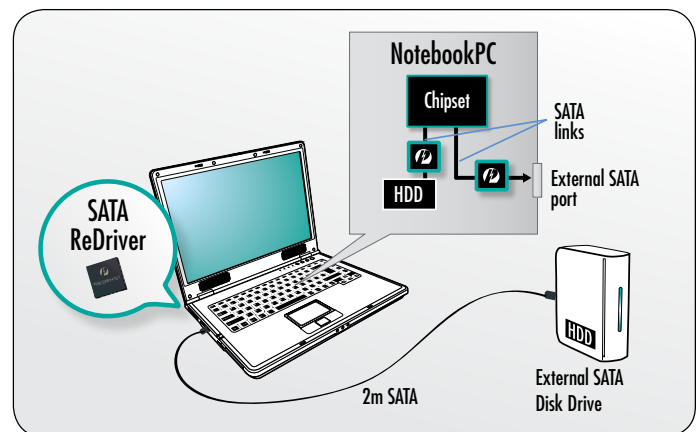 NotebookPC
Chipset
SATA
links
HDD
External SATA
port
SATA
ReDriver
HDD
2m SATA
External SATA
Disk Drive